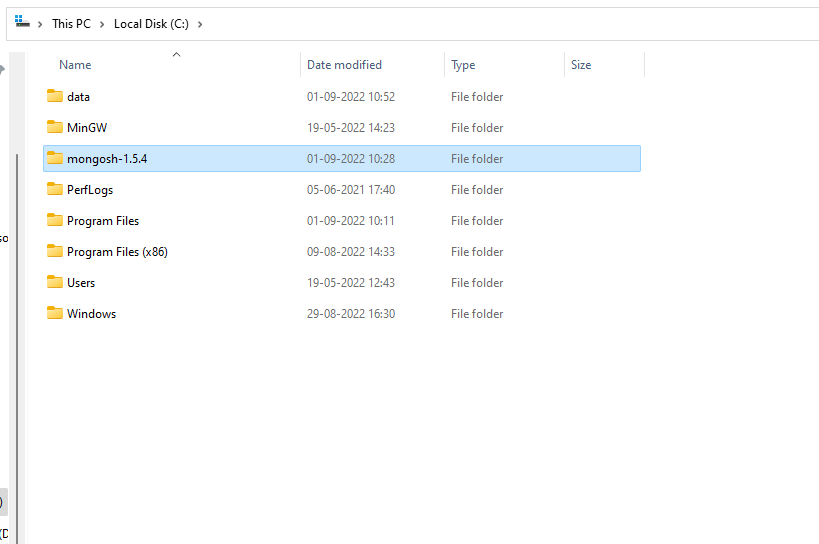 This PC > Local Disk (C:) >
Name Date modified Type Size
data 01-09-2022 10:52 File folder
MinGW 19-05-2022 14:23 File folder
mongosh-1.5.4 01-09-2022 10:28 File folder
PerfLogs 05-06-2021 17:40 File folder
Program Files 01-09-2022 10:11 File folder
Program Files (x86) 09-08-2022 14:33 File folder
Users 19-05-2022 12:43 File folder
Windows 29-08-2022 16:30 File folder